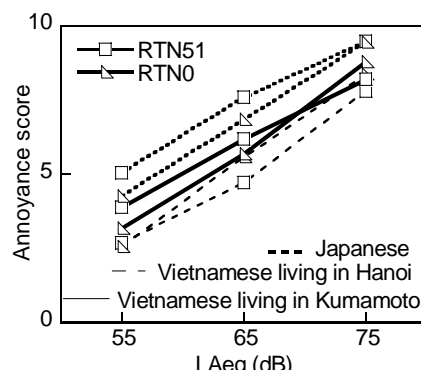 10
RTN51
RTN0
Annoyance score
5
Japanese
Vietnamese living in Hanoi
Vietnamese living in Kumamoto
0
55 65 75
LAeq (dB)